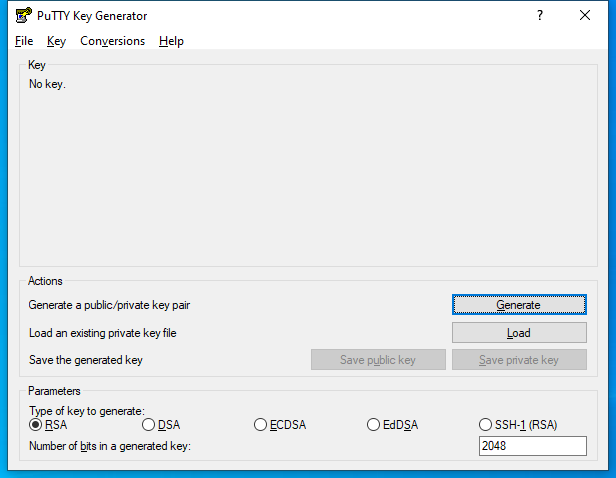 PuTTY Key Generator
?
File Key Conversions Help
Key
No key.
Actions
Generate a public/private key pair
Generate
Load an existing private key file
Load
Save the generated key
Save public key
Save private key
Parameters
Type of key to generate:
RSA DSA ECDSA EdDSA SSH-1 (RSA)
Number of bits in a generated key:
2048